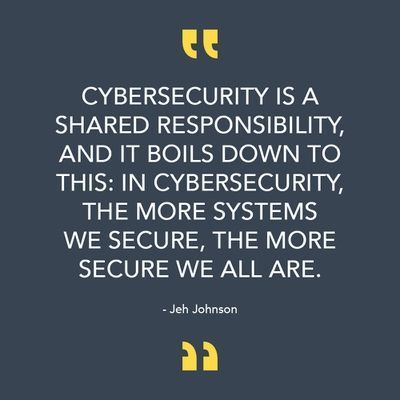 “
CYBERSECURITY IS A
SHARED RESPONSIBILITY,
AND IT BOILS DOWN TO
THIS: IN CYBERSECURITY,
THE MORE SYSTEMS
WE SECURE, THE MORE
SECURE WE ALL ARE.
- Jeh Johnson
”